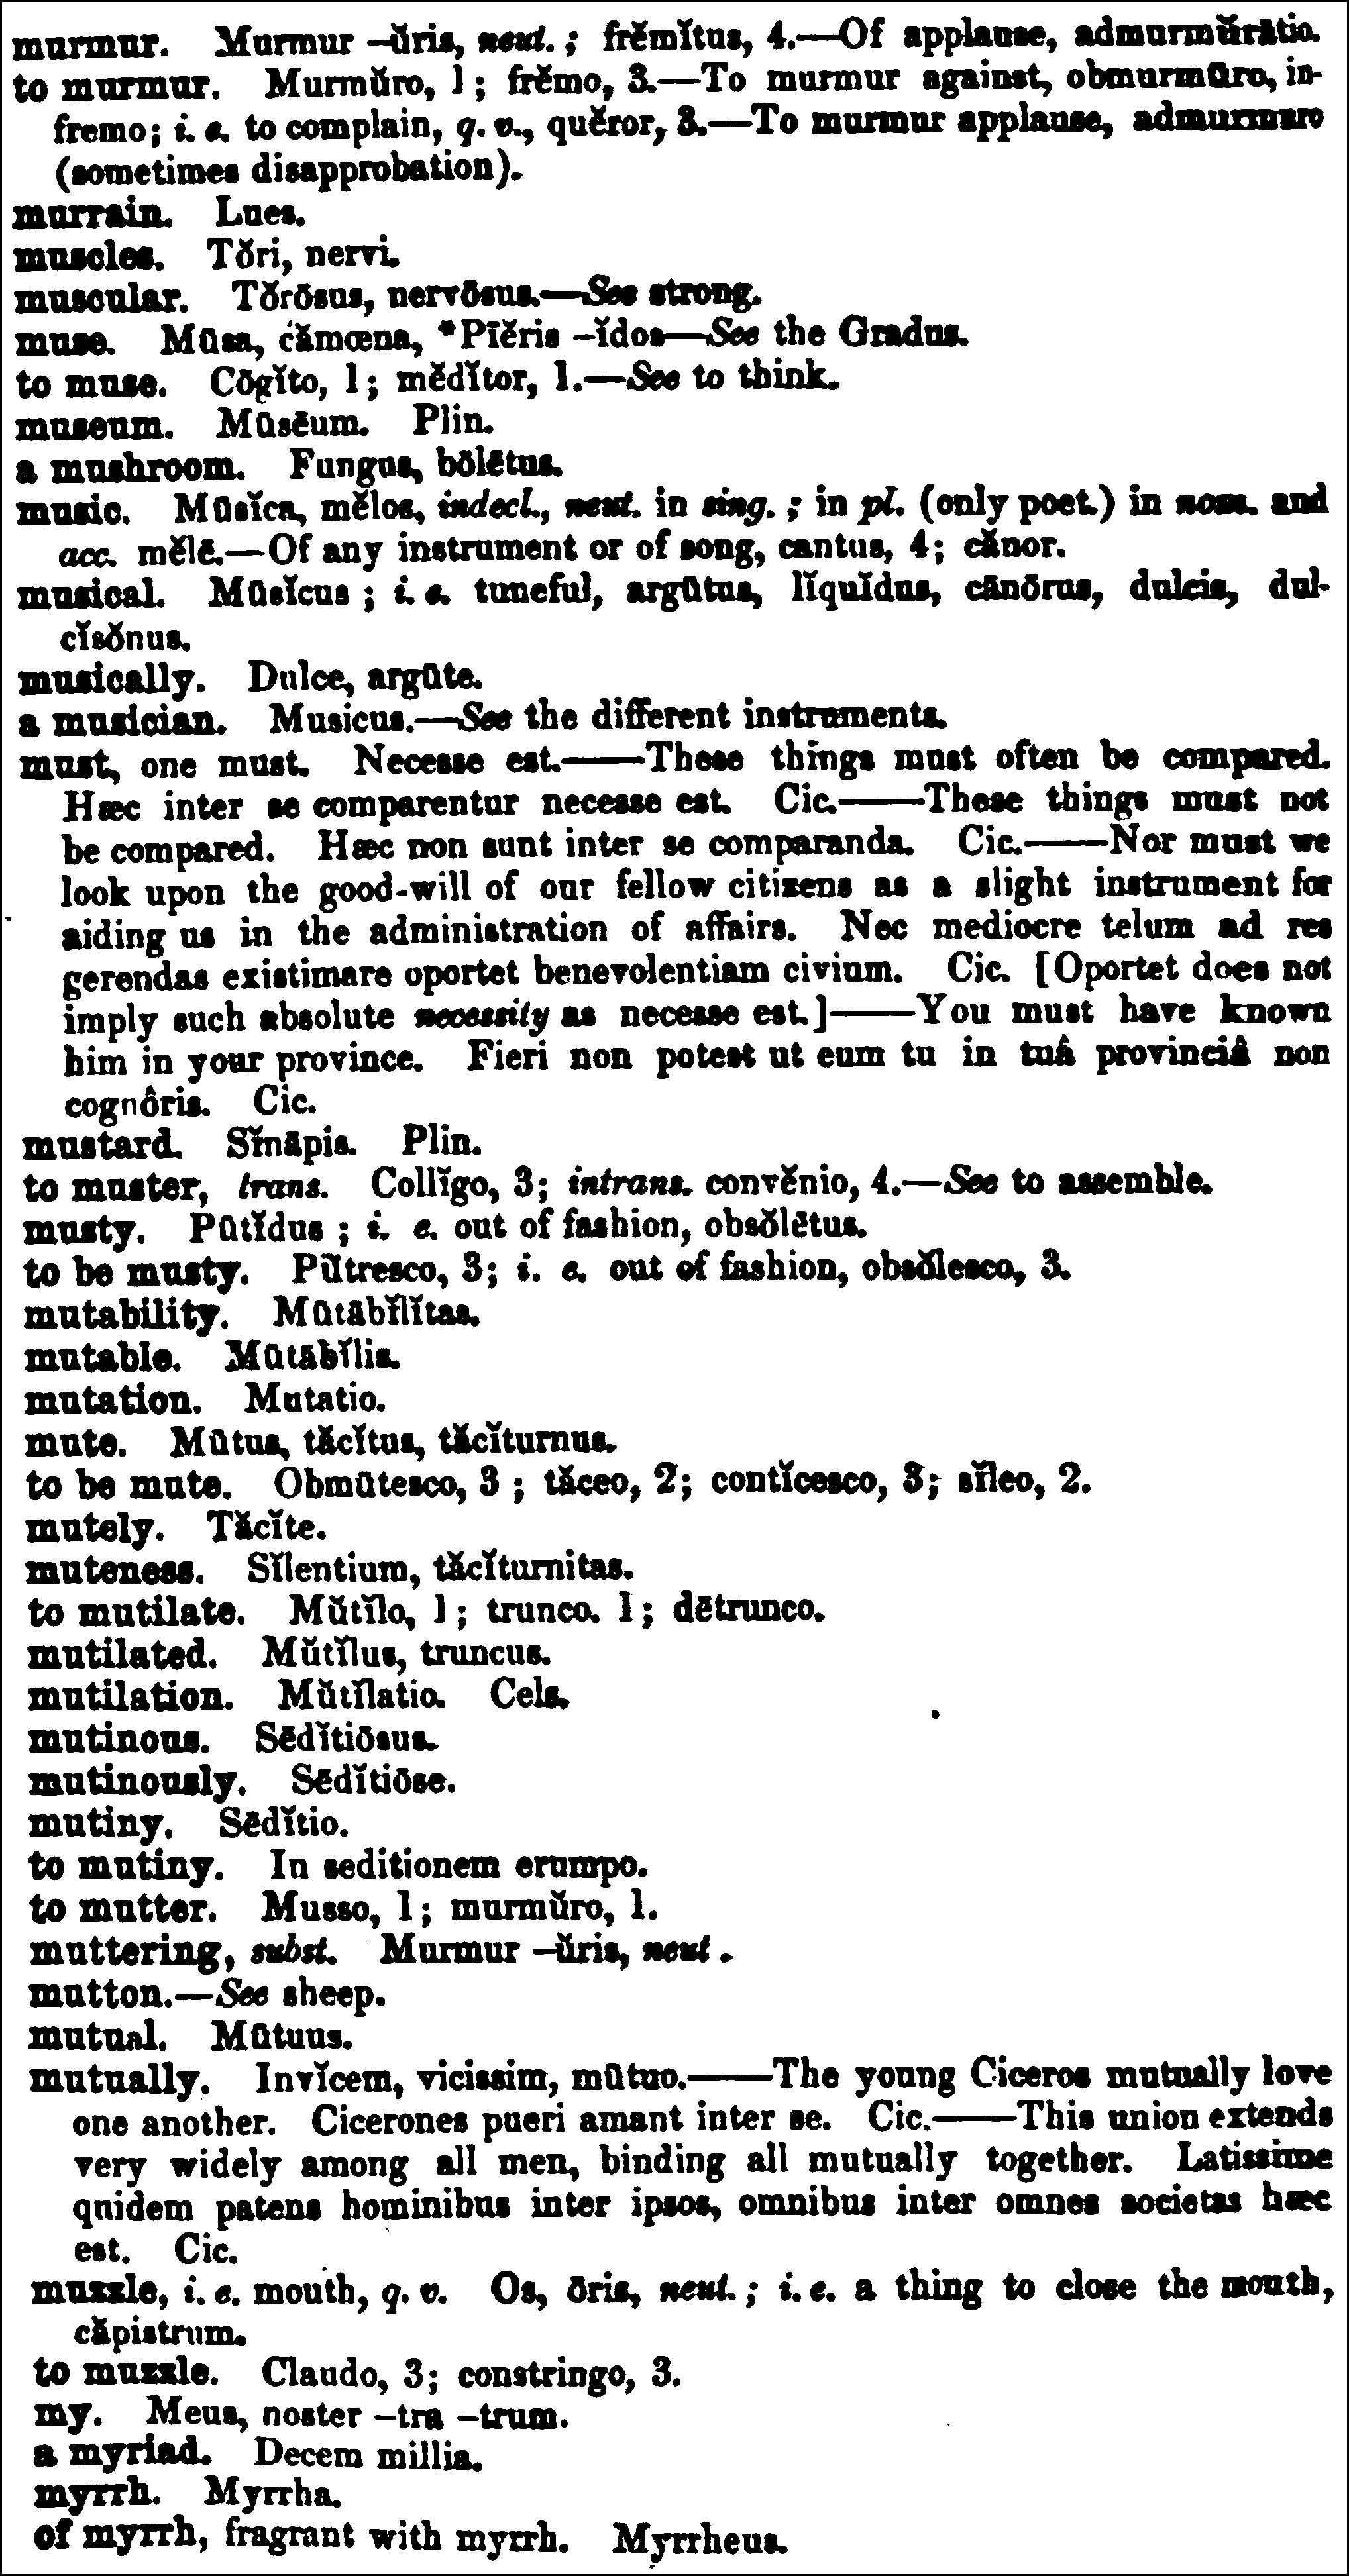 murmur. Murmur –ŭris, neut. ; frĕmĭtus, 4.—Of applause, admurmŭrātio.
to murmur. Murmŭro, 1 ; frĕmo, 3.—To murmur against, obmurmŭro, in-
fremo; i. e. to complain, q. v., quĕror, 3.—To murmur applause, admurmuro
(sometimes disapprobation).
murrain. Lues.
muscles. Tŏri, nervi.
muscular. Tŏrōsus, nervōsus.—See strong.
muse. Mūsa, cămœna, *Pīĕris –ĭdos—See the Gradus.
to muse. Cōgĭto, 1 ; mĕdĭtor, 1.—See to think.
museum. Mūsēum. Plin.
a mushroom. Fungus, bōlētus.
music. Mūsĭca, mĕlos, indecl., neut. in sing. ; in pl. (only poet.) in nom. and
acc. mĕlē.—Of any instrument or of song, cantus, 4; cănor.
musical. Mūsĭcus ; i. e. tuneful, argūtus, lĭquĭdus, cănōrus, dulcis, dul-
cĭsŏnus.
musically. Dulce, argūte.
a musician. Musicus.—See the different instruments.
must, one must. Necesse est.——These things must often be compared.
Hæc inter se comparentur necesse est. Cic.——These things must not
be compared. Hæc non sunt inter se comparanda. Cic.——Nor must we
look upon the good-will of our fellow citizens as a slight instrument for
aiding us in the administration of affairs. Nec mediocre telum ad res
gerendas existimare oportet benevolentiam civium. Cic. [Oportet does not
imply such absolute necessity as necesse est.]——You must have known
him in your province. Fieri non potest ut eum tu in tuâ provinciâ non
cognôris. Cic.
mustard. Sĭnāpis. Plin.
to muster, trans. Collĭgo, 3; intrans. convĕnio, 4.—See to assemble.
musty. Pūtĭdus ; i. e. out of fashion, obsŏlētus.
to be musty. Pūtresco, 3; i. e. out of fashion, obsŏlesco, 3.
mutability. Mūtābĭlĭtas.
mutable. Mūtābĭlis.
mutation. Mutatio.
mute. Mūtus, tăcĭtus, tăcĭturnus.
to be mute. Obmūtesco, 3 ; tăceo, 2; contĭcesco, 3; sĭleo, 2.
mutely. Tăcĭte.
muteness. Sĭlentium, tăcĭturnitas.
to mutilate. Mŭtĭlo, 1 ; trunco. 1 ; dētrunco.
mutilated. Mŭtĭlus, truncus.
mutilation. Mŭtĭlatio. Cels.
mutinous. Sēdĭtiōsus.
mutinously. Sēdĭtiōse.
mutiny. Sēdĭtio.
to mutiny. In seditionem erumpo.
to mutter. Musso, 1 ; murmŭro, 1.
muttering, subst. Murmur –ŭris, neut .
mutton.—See sheep.
mutual. Mūtuus.
mutually. Invĭcem, vicissim, mūtuo.——The young Ciceros mutually love
one another. Cicerones pueri amant inter se. Cic.——This union extends
very widely among all men, binding all mutually together. Latissime
quidem patens hominibus inter ipsos, omnibus inter omnes societas hæc
est. Cic.
muzzle, i. e. mouth, q. v. Os, ōris, neut. ; i. e. a thing to close the mouth,
căpistrum.
to muzzle. Claudo, 3; constringo, 3.
my. Meus, noster –tra –trum.
a myriad. Decem millia.
myrrh. Myrrha.
of myrrh, fragrant with myrrh. Myrrheus.